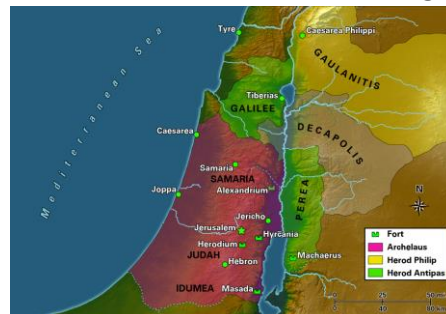 Mediterranean Sea
Tyre
Caesarea Philippi
GAULANITIS
Tiberias
GALILEE
DECAPOLIS
Caesarea
Samaria
SAMARIA
Alexandrium
PEREA
Joppa
Jericho
Jerusalem
Hyrcania
Herodium
JUDAH
Hebron
Machaerus
IDUMEA
Masada
N
Fort
Archelaus
Herod Philip
Herod Antipas
0